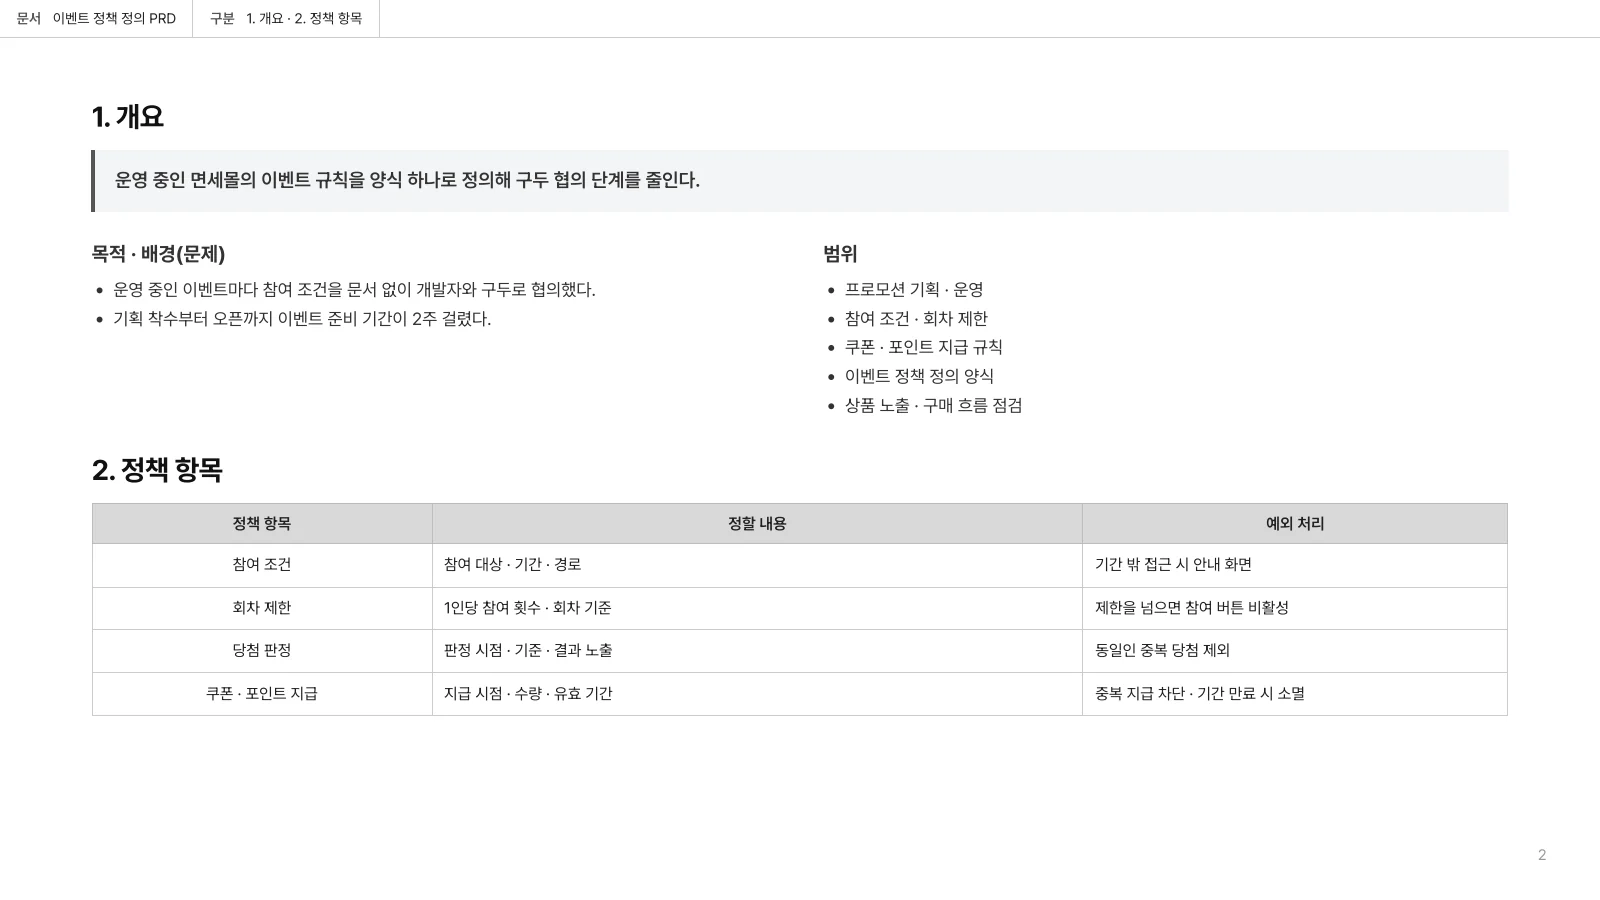 문서 이벤트 정책 정의 PRD
구분 1. 개요 · 2. 정책 항목
1. 개요
운영 중인 면세몰의 이벤트 규칙을 양식 하나로 정의해 구두 협의 단계를 줄인다.
목적 · 배경(문제)
• 운영 중인 이벤트마다 참여 조건을 문서 없이 개발자와 구두로 협의했다.
• 기획 착수부터 오픈까지 이벤트 준비 기간이 2주 걸렸다.
범위
• 프로모션 기획 · 운영
• 참여 조건 · 회차 제한
• 쿠폰 · 포인트 지급 규칙
• 이벤트 정책 정의 양식
• 상품 노출 · 구매 흐름 점검
2. 정책 항목
정책 항목 정할 내용 예외 처리
참여 조건 참여 대상 · 기간 · 경로 기간 밖 접근 시 안내 화면
회차 제한 1인당 참여 횟수 · 회차 기준 제한을 넘으면 참여 버튼 비활성
당첨 판정 판정 시점 · 기준 · 결과 노출 동일인 중복 당첨 제외
쿠폰 · 포인트 지급 지급 시점 · 수량 · 유효 기간 중복 지급 차단 · 기간 만료 시 소멸
2